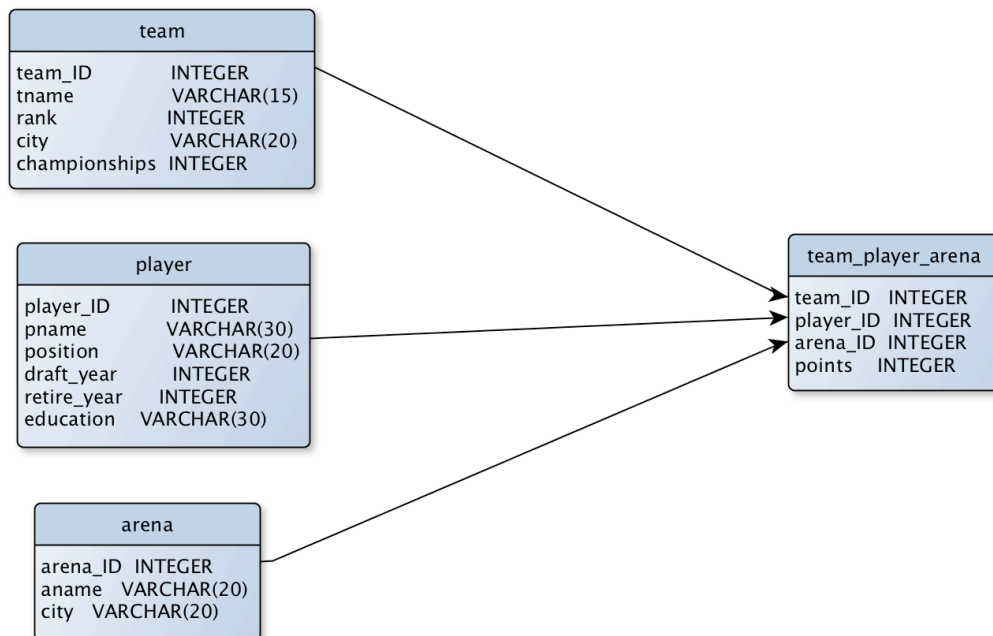 team
team_ID INTEGER
tname VARCHAR(15)
rank INTEGER
city VARCHAR(20)
championships INTEGER
player
player_ID INTEGER
pname VARCHAR(30)
position VARCHAR(20)
draft_year INTEGER
retire_year INTEGER
education VARCHAR(30)
arena
arena_ID INTEGER
aname VARCHAR(20)
city VARCHAR(20)
team_player_arena
team_ID INTEGER
player_ID INTEGER
arena_ID INTEGER
points INTEGER